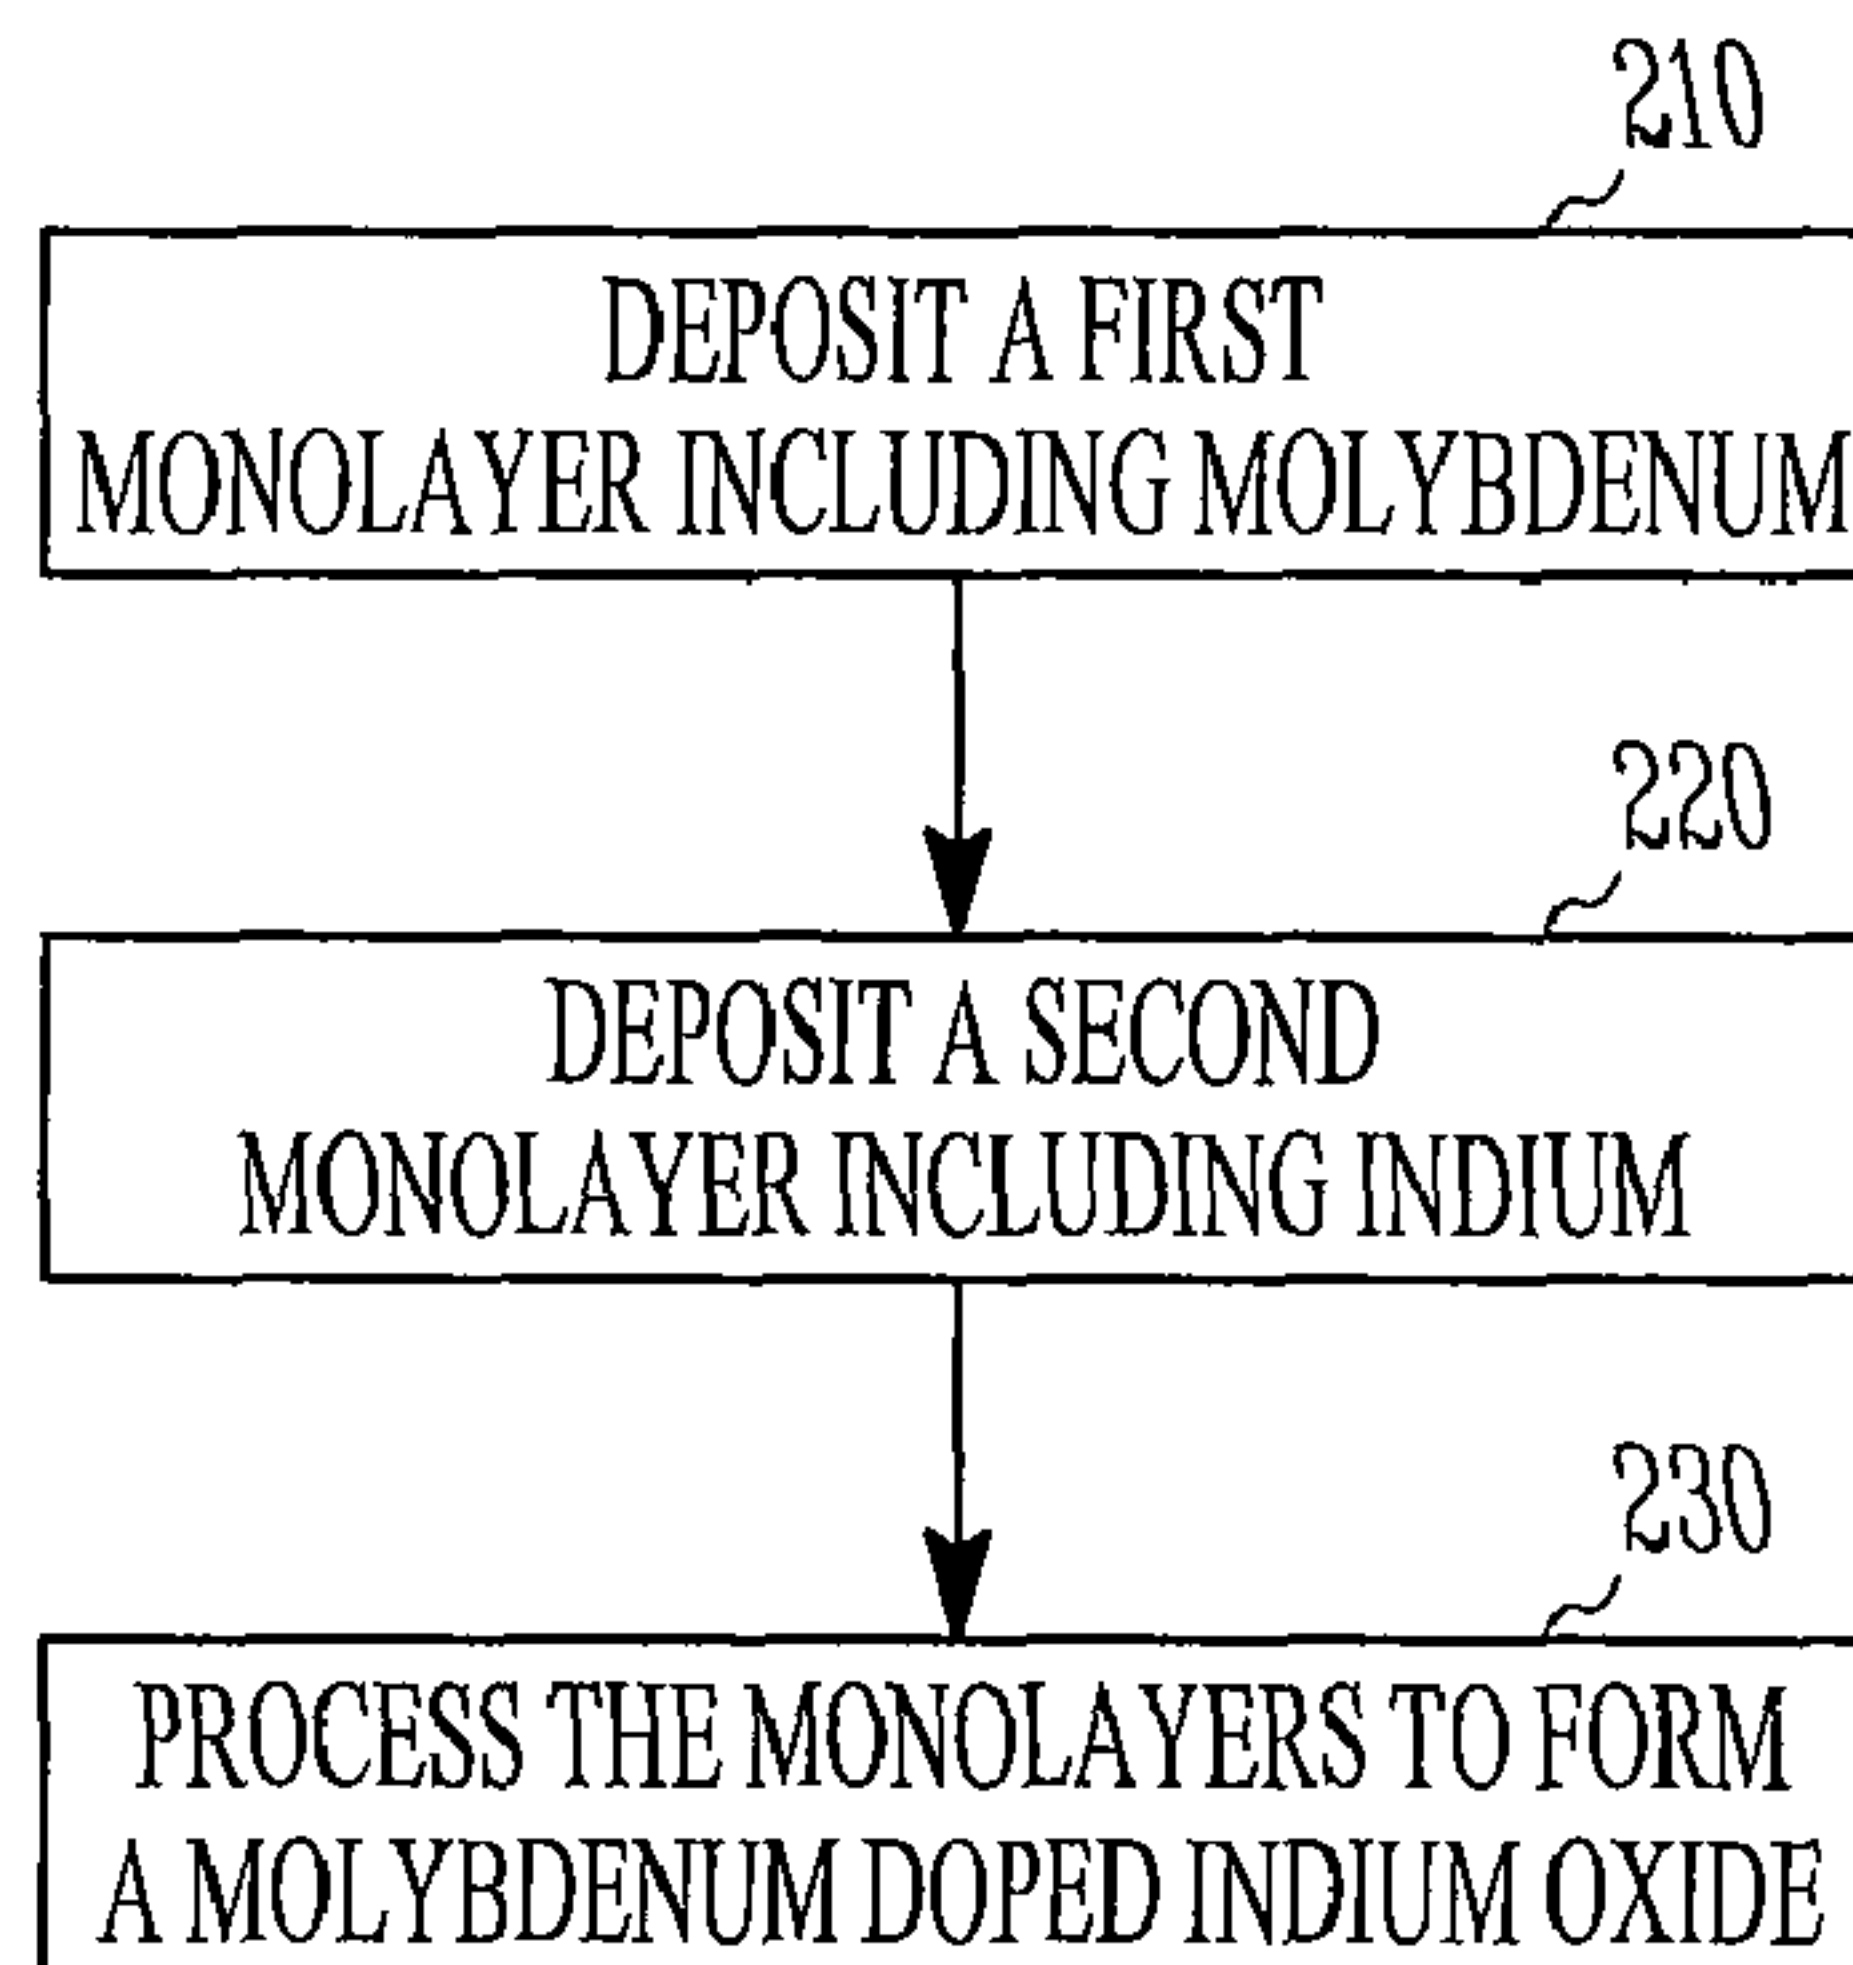 210
DEPOSIT A FIRST
MONOLAYER INCLUDING MOLYBDENUM
220
DEPOSIT A SECOND
MONOLAYER INCLUDING INDIUM
230
PROCESS THE MONOLAYERS TO FORM
A MOLYBDENUM DOPED INDIUM OXIDE